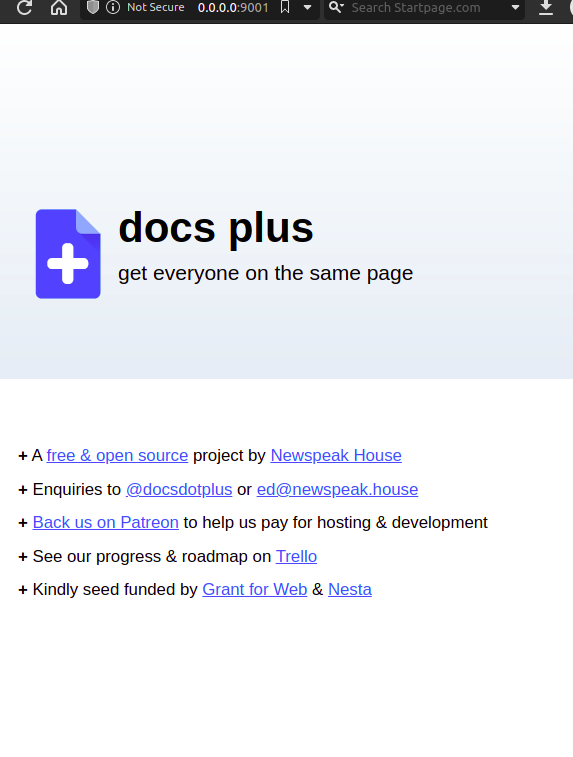 Not Secure 0.0.0.0:9001 Search Startpage.com
docs plus
get everyone on the same page
+ A free & open source project by Newspeak House
+ Enquiries to @docsdotplus or ed@newspeak.house
+ Back us on Patreon to help us pay for hosting & development
+ See our progress & roadmap on Trello
+ Kindly seed funded by Grant for Web & Nesta